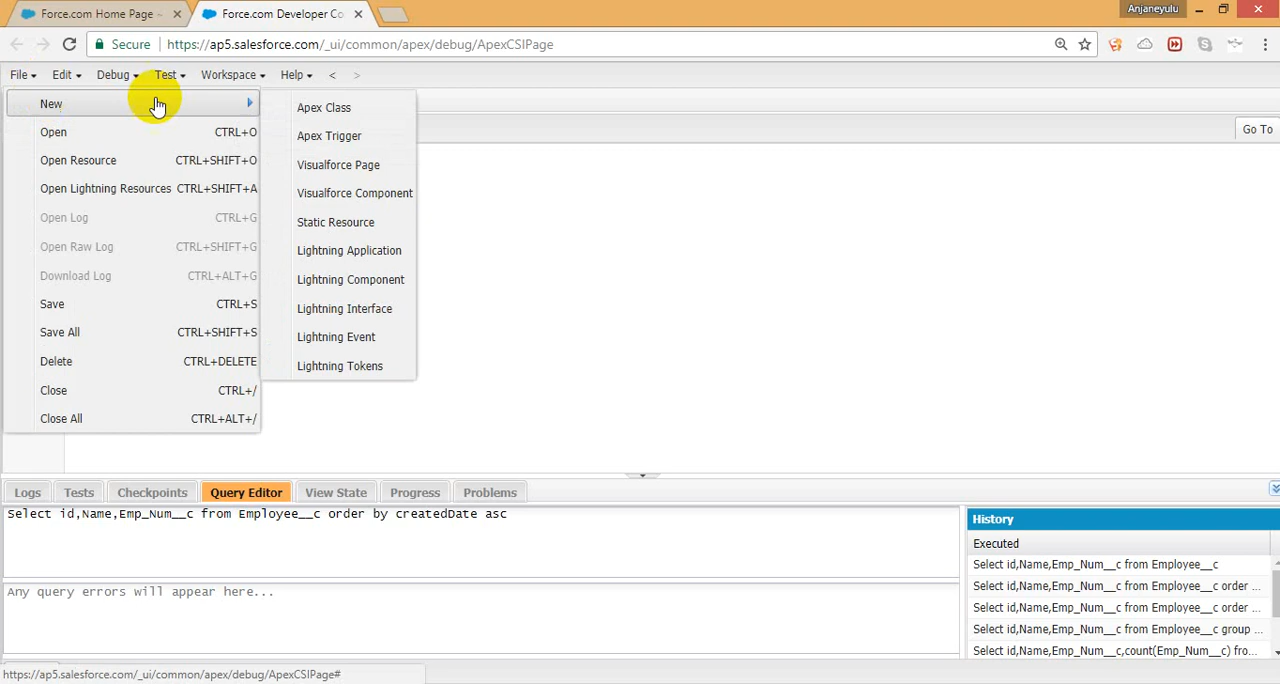 Force.com Home Page ~
Force.com Developer Co
Anjaneyulu
Secure
https://ap5.salesforce.com/_ui/common/apex/debug/ApexCSIPage
File
Edit
Debug
Test
Workspace
Help
<
>
New
Open CTRL+O
Open Resource CTRL+SHIFT+O
Open Lightning Resources CTRL+SHIFT+A
Open Log CTRL+G
Open Raw Log CTRL+SHIFT+G
Download Log CTRL+ALT+G
Save CTRL+S
Save All CTRL+SHIFT+S
Delete CTRL+DELETE
Close CTRL+/
Close All CTRL+ALT+/
Apex Class
Apex Trigger
Visualforce Page
Visualforce Component
Static Resource
Lightning Application
Lightning Component
Lightning Interface
Lightning Event
Lightning Tokens
Go To
Logs
Tests
Checkpoints
Query Editor
View State
Progress
Problems
Select id,Name,Emp_Num__c from Employee__c order by createdDate asc
Any query errors will appear here...
History
Executed
Select id,Name,Emp_Num__c from Employee__c
Select id,Name,Emp_Num__c from Employee__c order ...
Select id,Name,Emp_Num__c from Employee__c order ...
Select id,Name,Emp_Num__c from Employee__c group ...
Select id,Name,Emp_Num__c,count(Emp_Num__c) fro...
https://ap5.salesforce.com/_ui/common/apex/debug/ApexCSIPage#